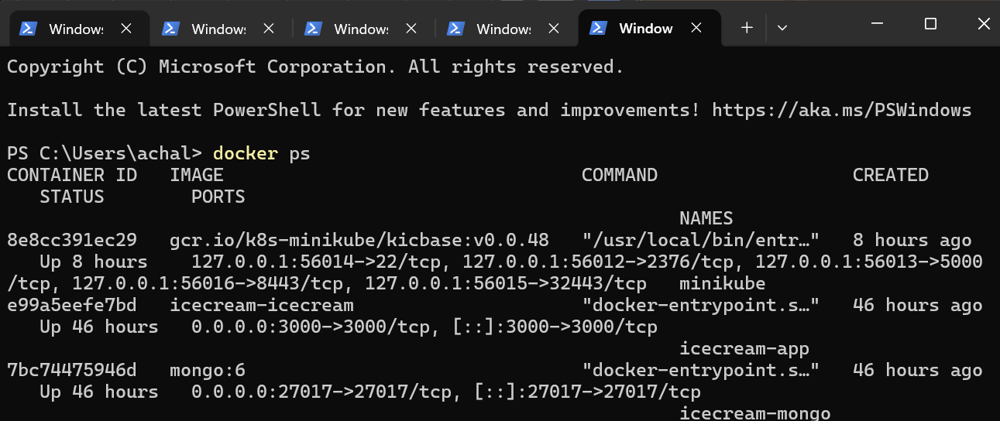 Windows Windows Windows Windows Window
Copyright (C) Microsoft Corporation. All rights reserved.
Install the latest PowerShell for new features and improvements! https://aka.ms/PSWindows
PS C:\Users\achal> docker ps
CONTAINER ID   IMAGE                                 COMMAND                  CREATED
   STATUS        PORTS
                                                              NAMES
8e8cc391ec29   gcr.io/k8s-minikube/kicbase:v0.0.48   "/usr/local/bin/entr…"   8 hours ago
   Up 8 hours    127.0.0.1:56014->22/tcp, 127.0.0.1:56012->2376/tcp, 127.0.0.1:56013->5000
/tcp, 127.0.0.1:56016->8443/tcp, 127.0.0.1:56015->32443/tcp   minikube
e99a5eefe7bd   icecream-icecream                     "docker-entrypoint.s…"   46 hours ago
   Up 46 hours   0.0.0.0:3000->3000/tcp, [::]:3000->3000/tcp
                                                              icecream-app
7bc74475946d   mongo:6                               "docker-entrypoint.s…"   46 hours ago
   Up 46 hours   0.0.0.0:27017->27017/tcp, [::]:27017->27017/tcp
                                                              icecream-mongo